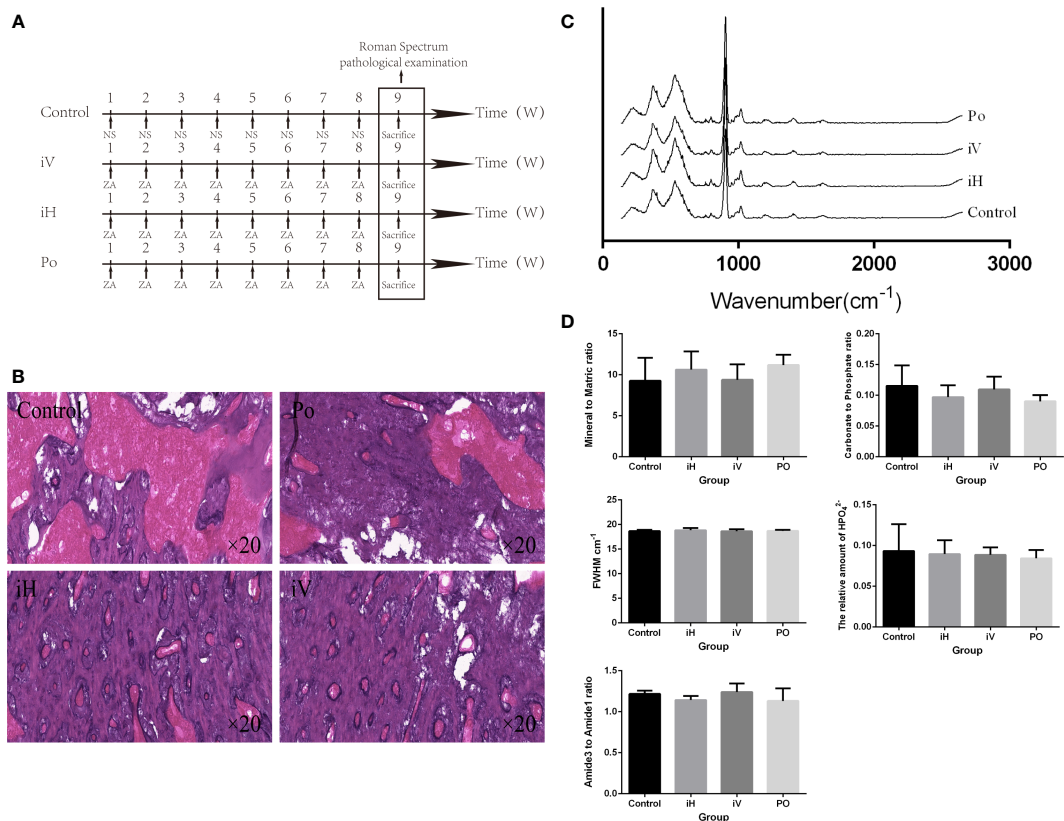 A
Roman Spectrum
pathological examination
1 2 3 4 5 6 7 8 9
Control Time (W)
NS NS NS NS NS NS NS NS Sacrifice
1 2 3 4 5 6 7 8 9
iV Time (W)
ZA ZA ZA ZA ZA ZA ZA ZA Sacrifice
1 2 3 4 5 6 7 8 9
iH Time (W)
ZA ZA ZA ZA ZA ZA ZA ZA Sacrifice
1 2 3 4 5 6 7 8 9
Po Time (W)
ZA ZA ZA ZA ZA ZA ZA ZA Sacrifice
B
Control
×20
Po
×20
iH
×20
iV
×20
C
Po
iV
iH
Control
0 1000 2000 3000
Wavenumber(cm⁻¹)
D
Mineral to Matric ratio
15
10
5
0
Control iH iV PO
Group
Carbonate to Phosphate ratio
0.20
0.15
0.10
0.05
0.00
Control iH iV PO
Group
FWHM cm⁻¹
25
20
15
10
5
0
Control iH iV PO
Group
The relative amount of HPO₄²⁻
0.15
0.10
0.05
0.00
Control iH iV PO
Group
Amide3 to Amide1 ratio
1.5
1.0
0.5
0.0
Control iH iV PO
Group